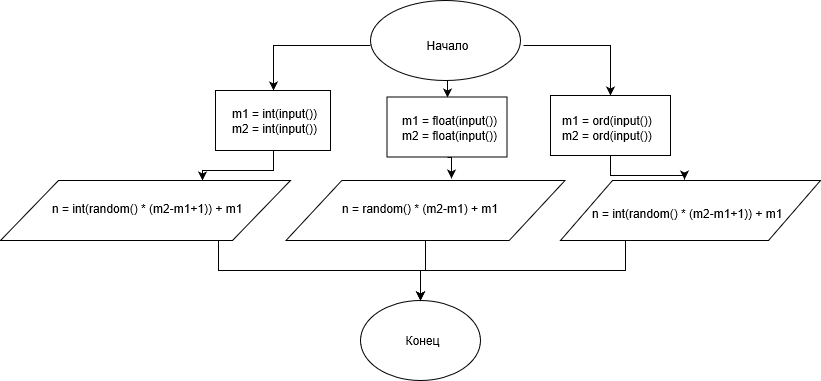 Начало
m1 = int(input())
m2 = int(input())
m1 = float(input())
m2 = float(input())
m1 = ord(input())
m2 = ord(input())
n = int(random() * (m2-m1+1)) + m1
n = random() * (m2-m1) + m1
n = int(random() * (m2-m1+1)) + m1
Конец